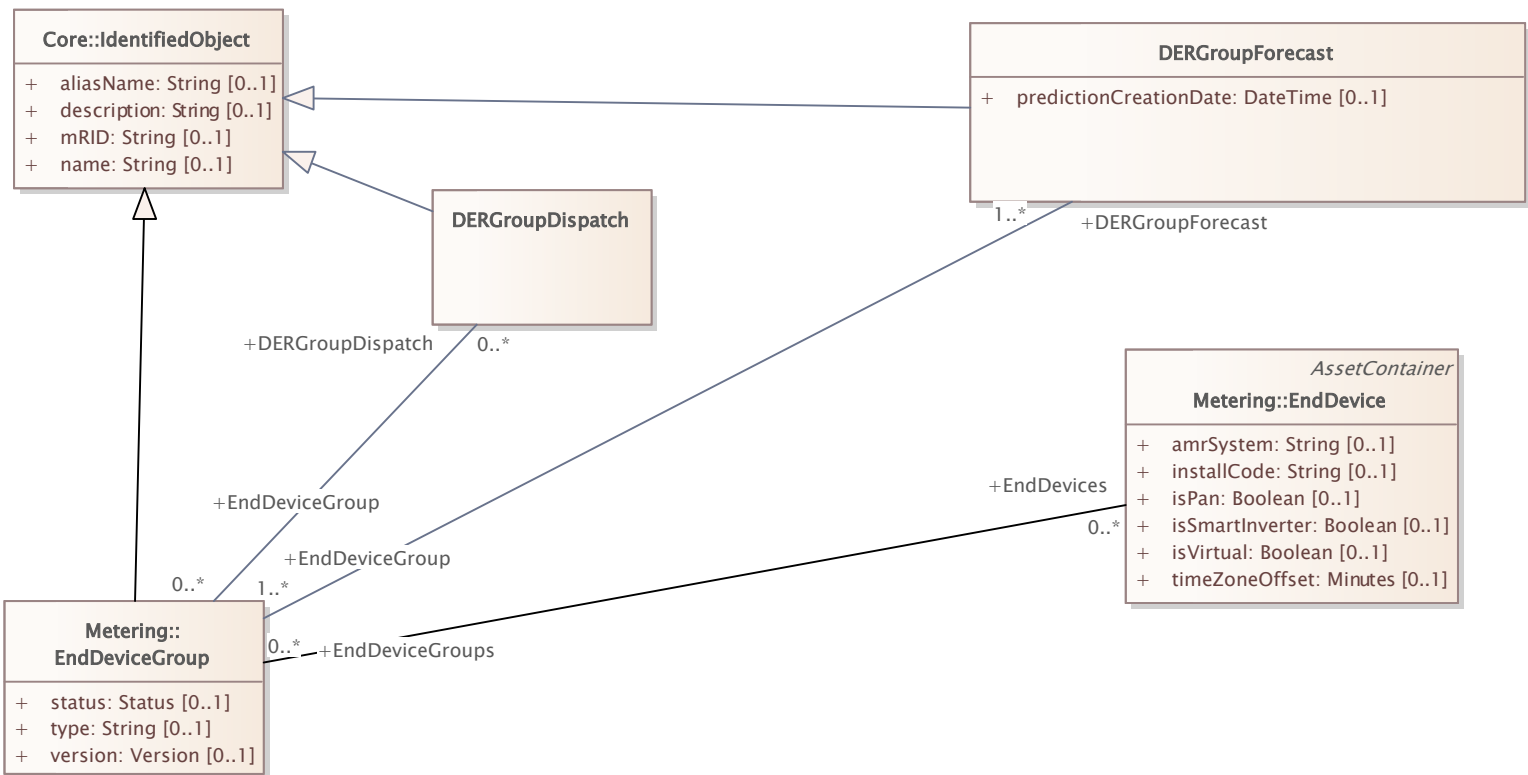 Core::IdentifiedObject
+ aliasName: String [0..1]
+ description: String [0..1]
+ mRID: String [0..1]
+ name: String [0..1]
DERGroupForecast
+ predictionCreationDate: DateTime [0..1]
DERGroupDispatch
1..*
+DERGroupForecast
+DERGroupDispatch
0..*
AssetContainer
Metering::EndDevice
+ amrSystem: String [0..1]
+ installCode: String [0..1]
+ isPan: Boolean [0..1]
+ isSmartInverter: Boolean [0..1]
+ isVirtual: Boolean [0..1]
+ timeZoneOffset: Minutes [0..1]
+EndDevices
0..*
+EndDeviceGroup
0..*
+EndDeviceGroup
1..*
0..*
+EndDeviceGroups
Metering::
EndDeviceGroup
+ status: Status [0..1]
+ type: String [0..1]
+ version: Version [0..1]